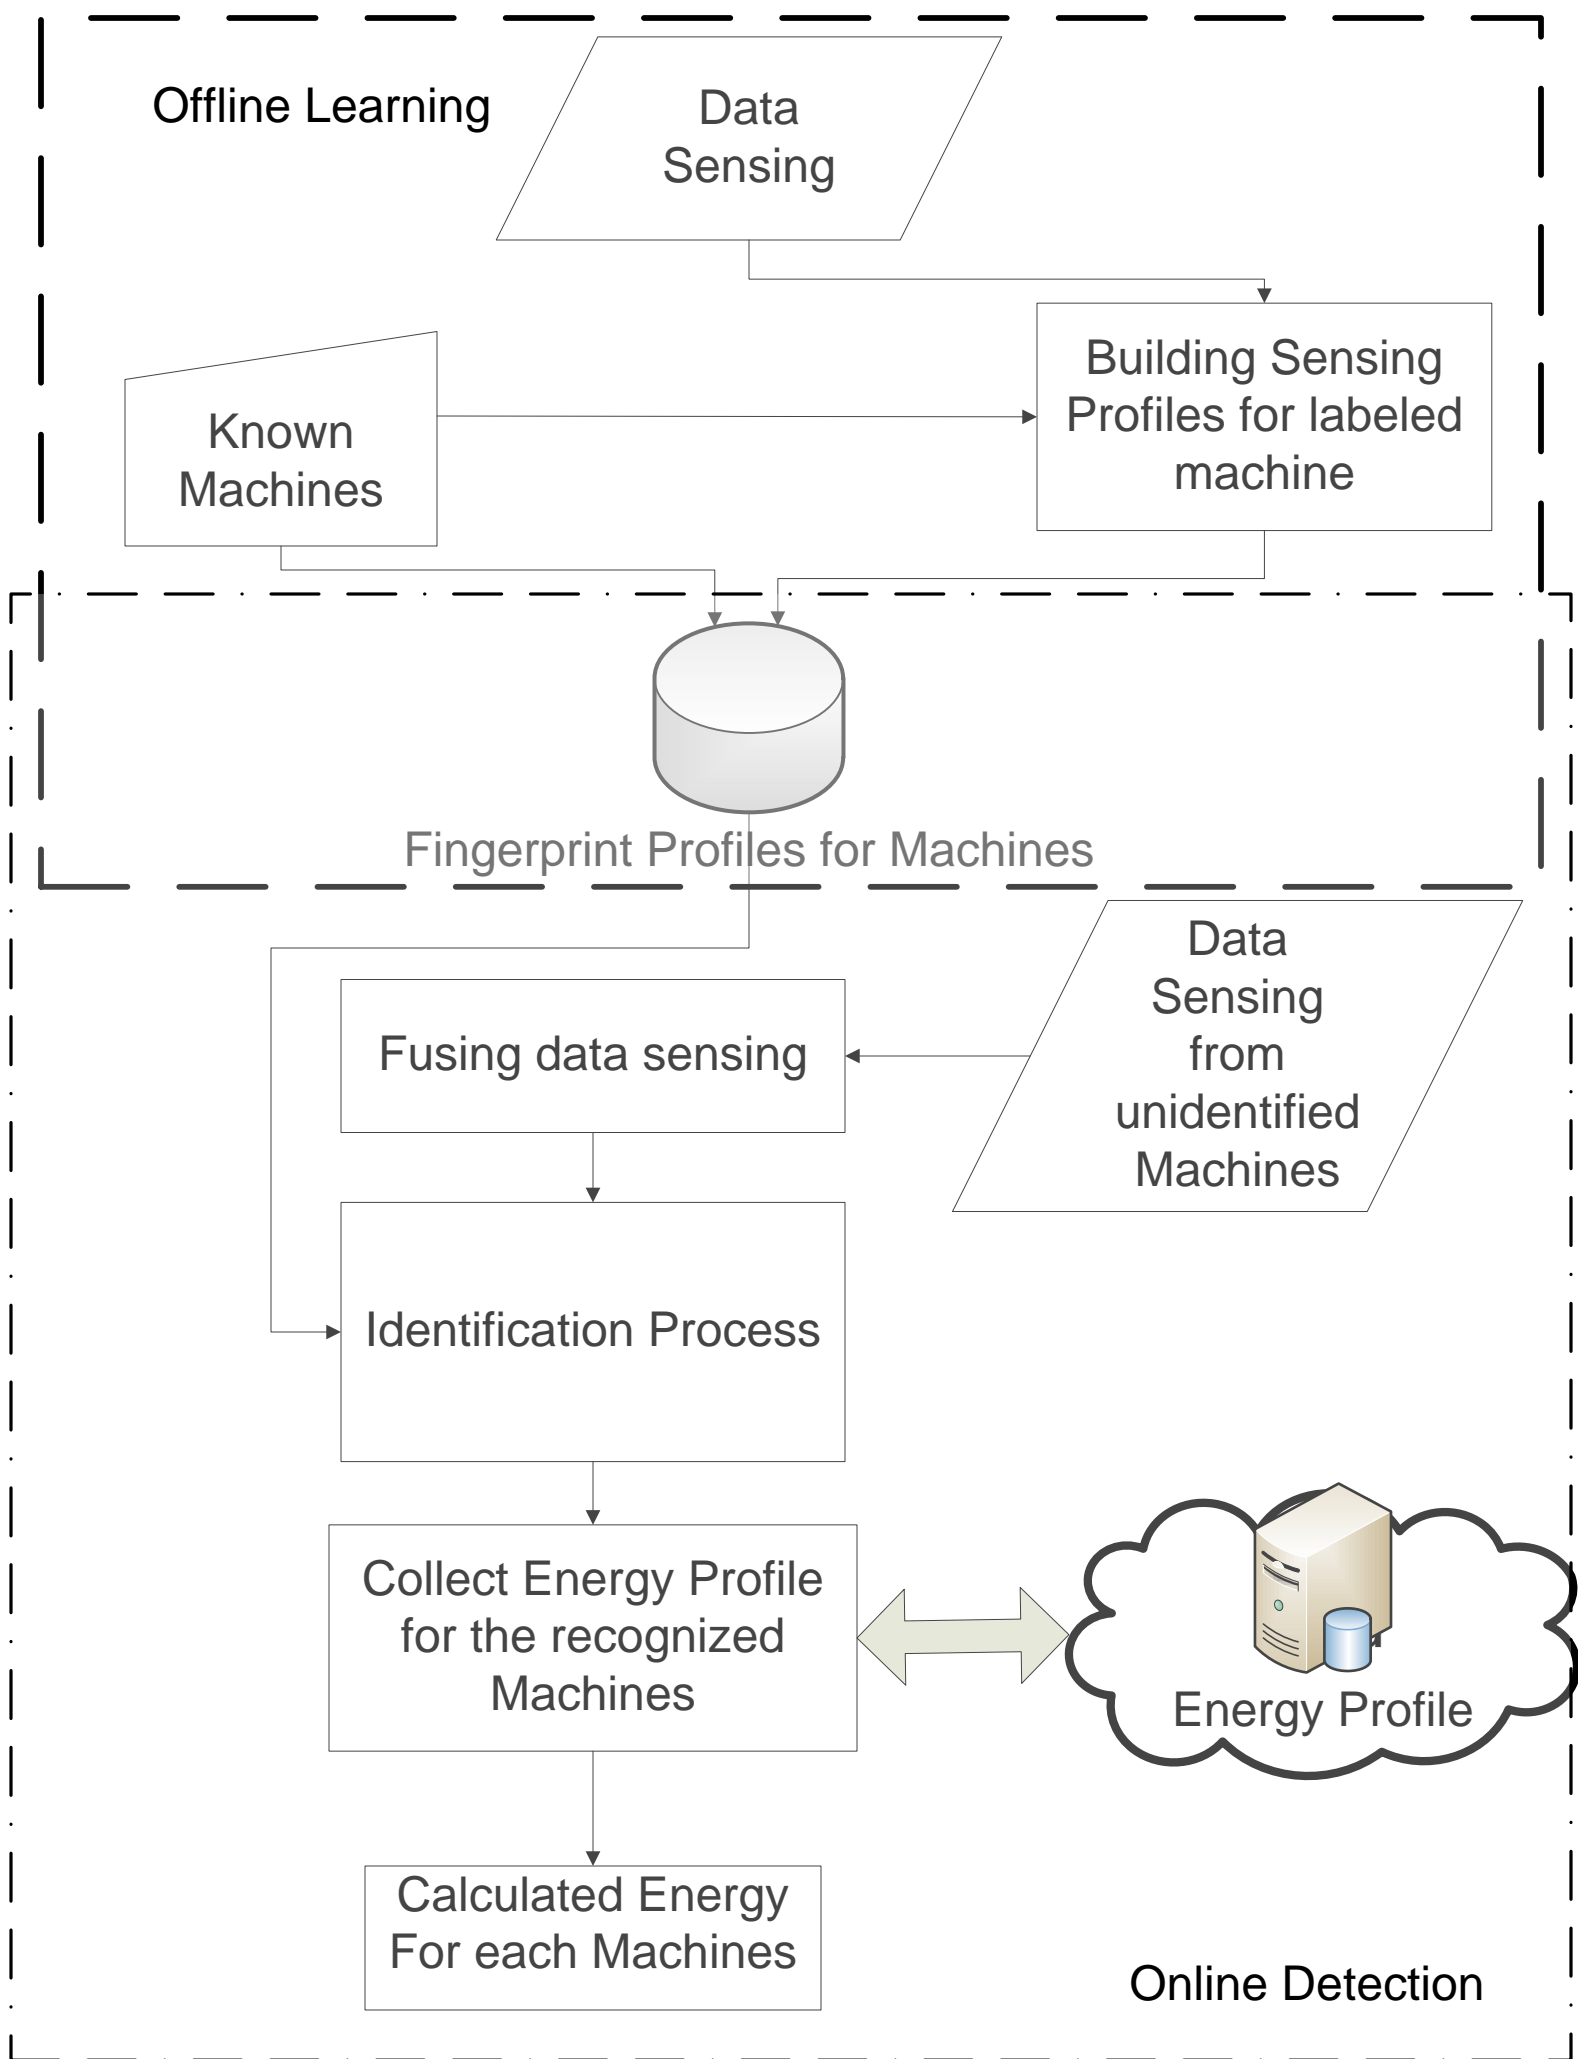 Offline Learning
Data
Sensing
Building Sensing
Profiles for labeled
machine
Known
Machines
Fingerprint Profiles for Machines
Data
Sensing
from
unidentified
Machines
Fusing data sensing
Identification Process
Collect Energy Profile
for the recognized
Machines
Energy Profile
Calculated Energy
For each Machines
Online Detection